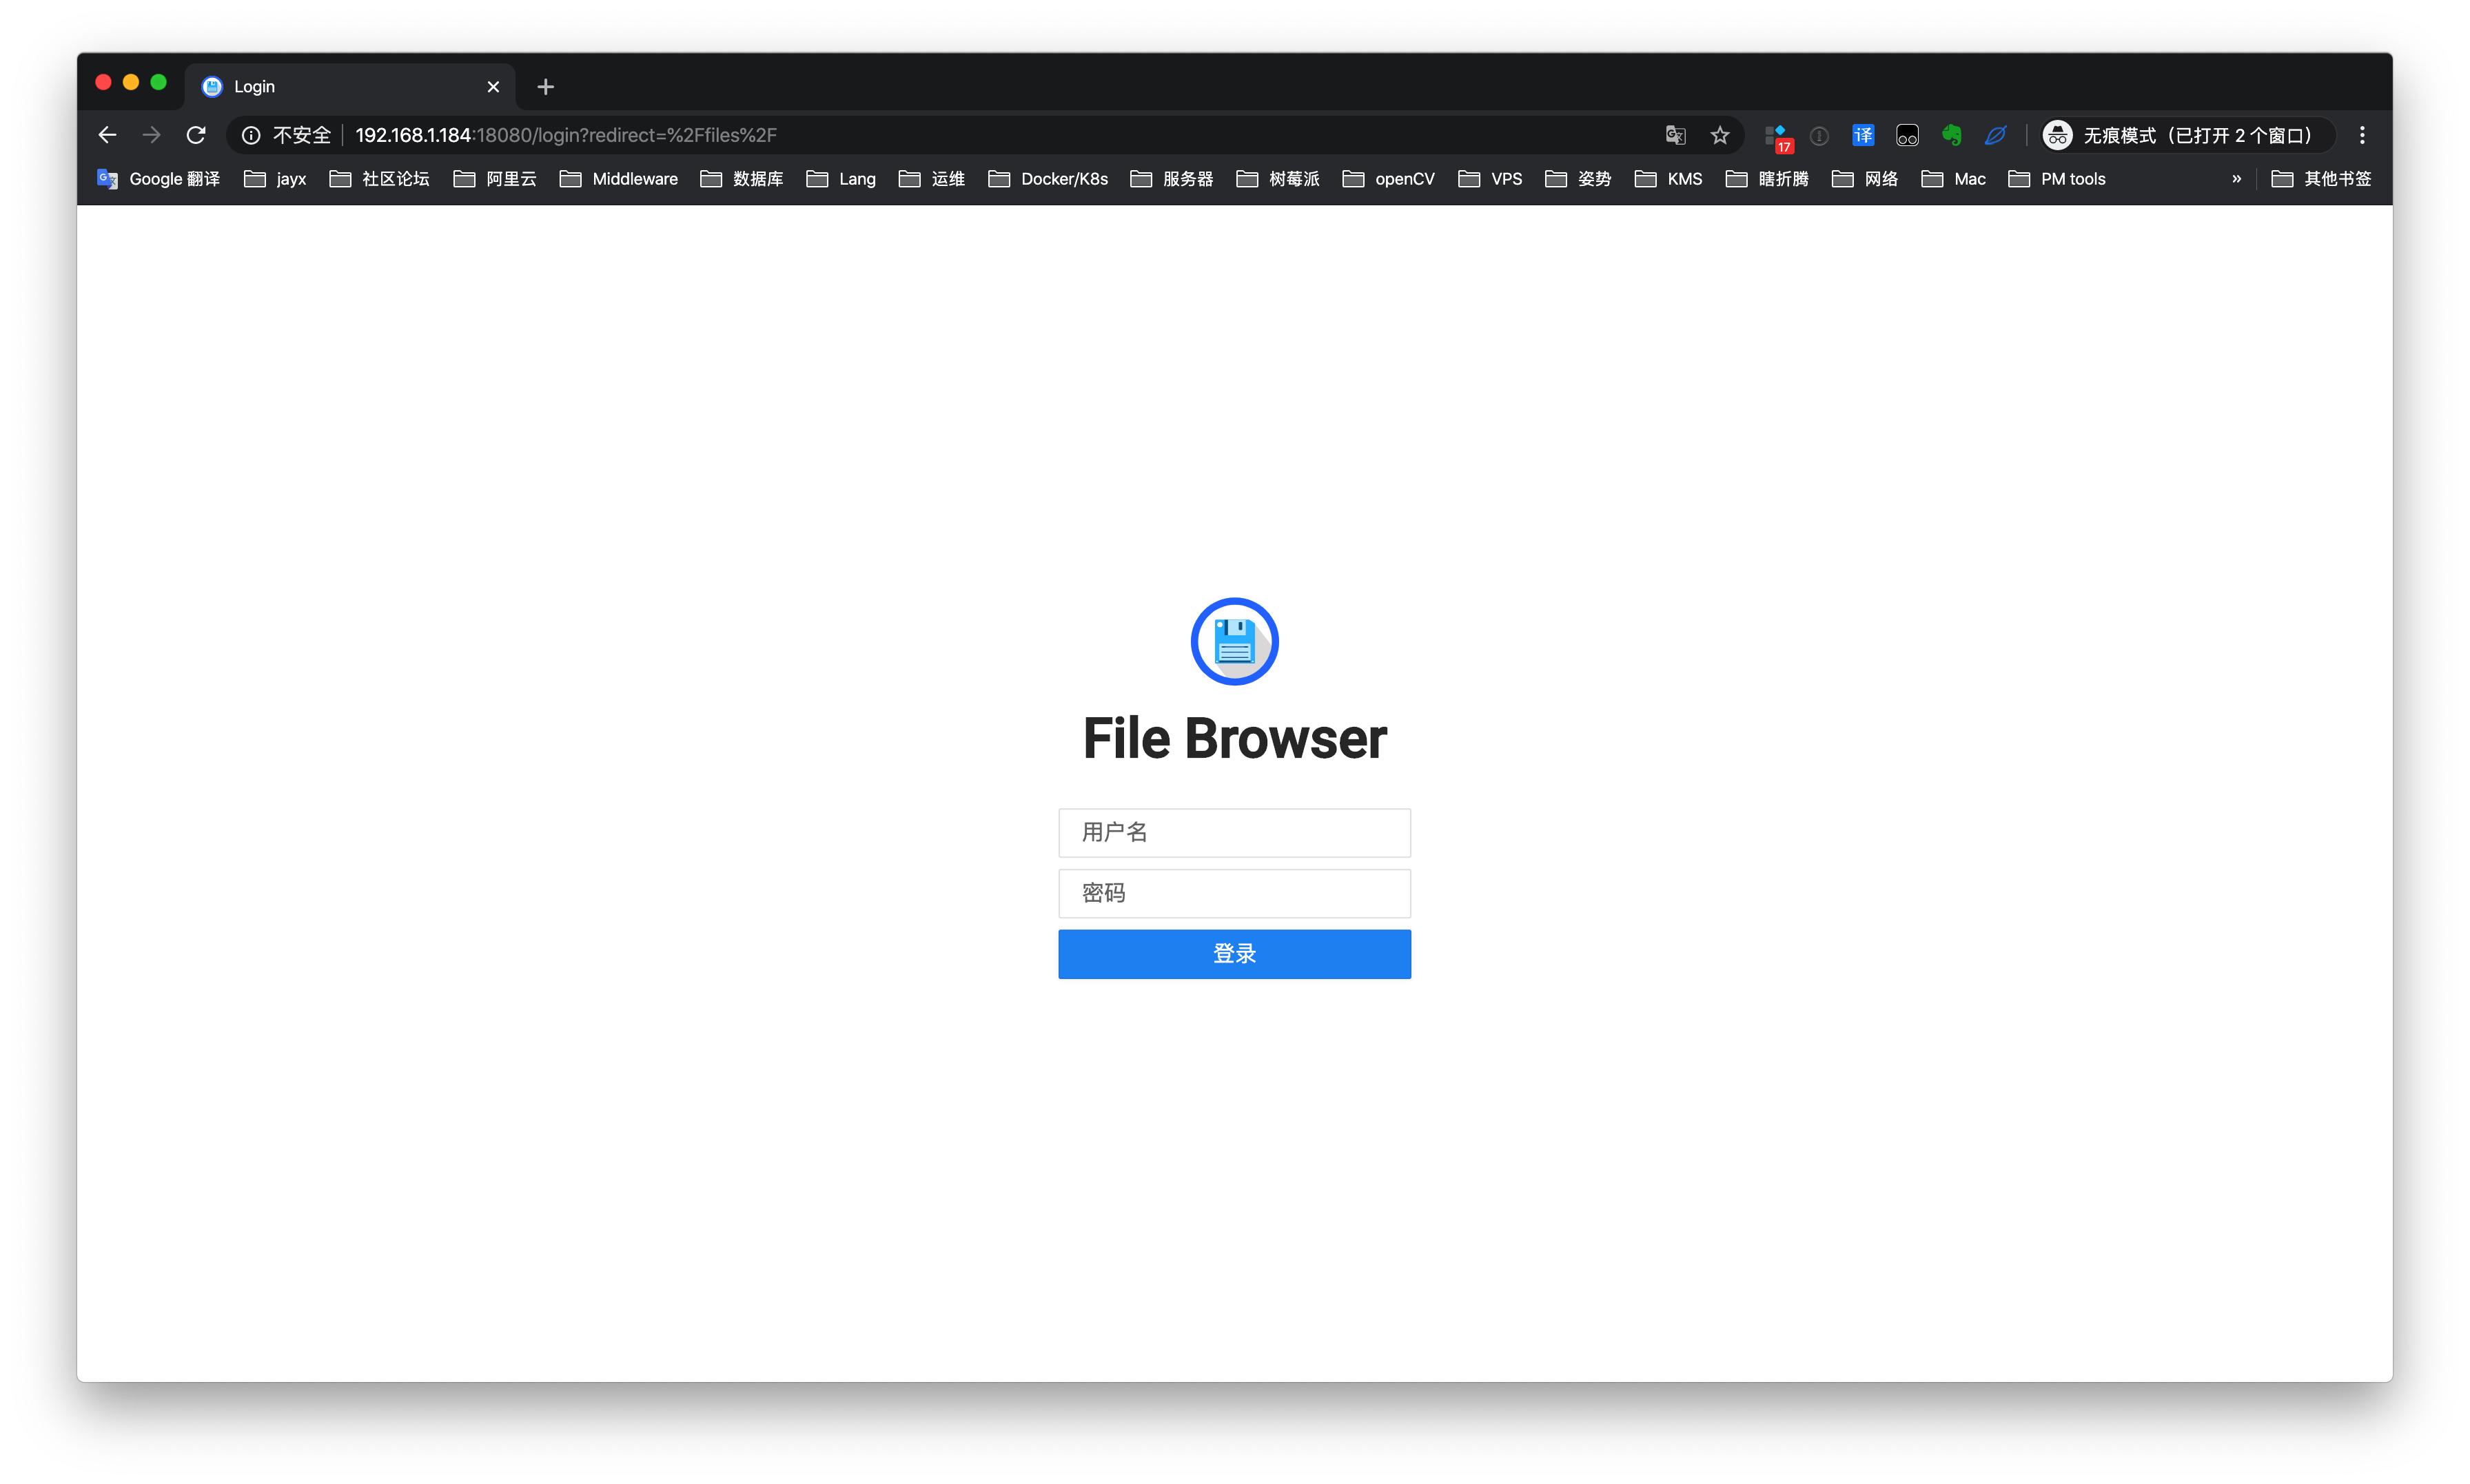 Login
不安全 192.168.1.184:18080/login?redirect=%2Ffiles%2F 17 译 无痕模式（已打开 2 个窗口）
Google 翻译 jayx 社区论坛 阿里云 Middleware 数据库 Lang 运维 Docker/K8s 服务器 树莓派 openCV VPS 姿势 KMS 瞎折腾 网络 Mac PM tools » 其他书签
File Browser
用户名
密码
登录